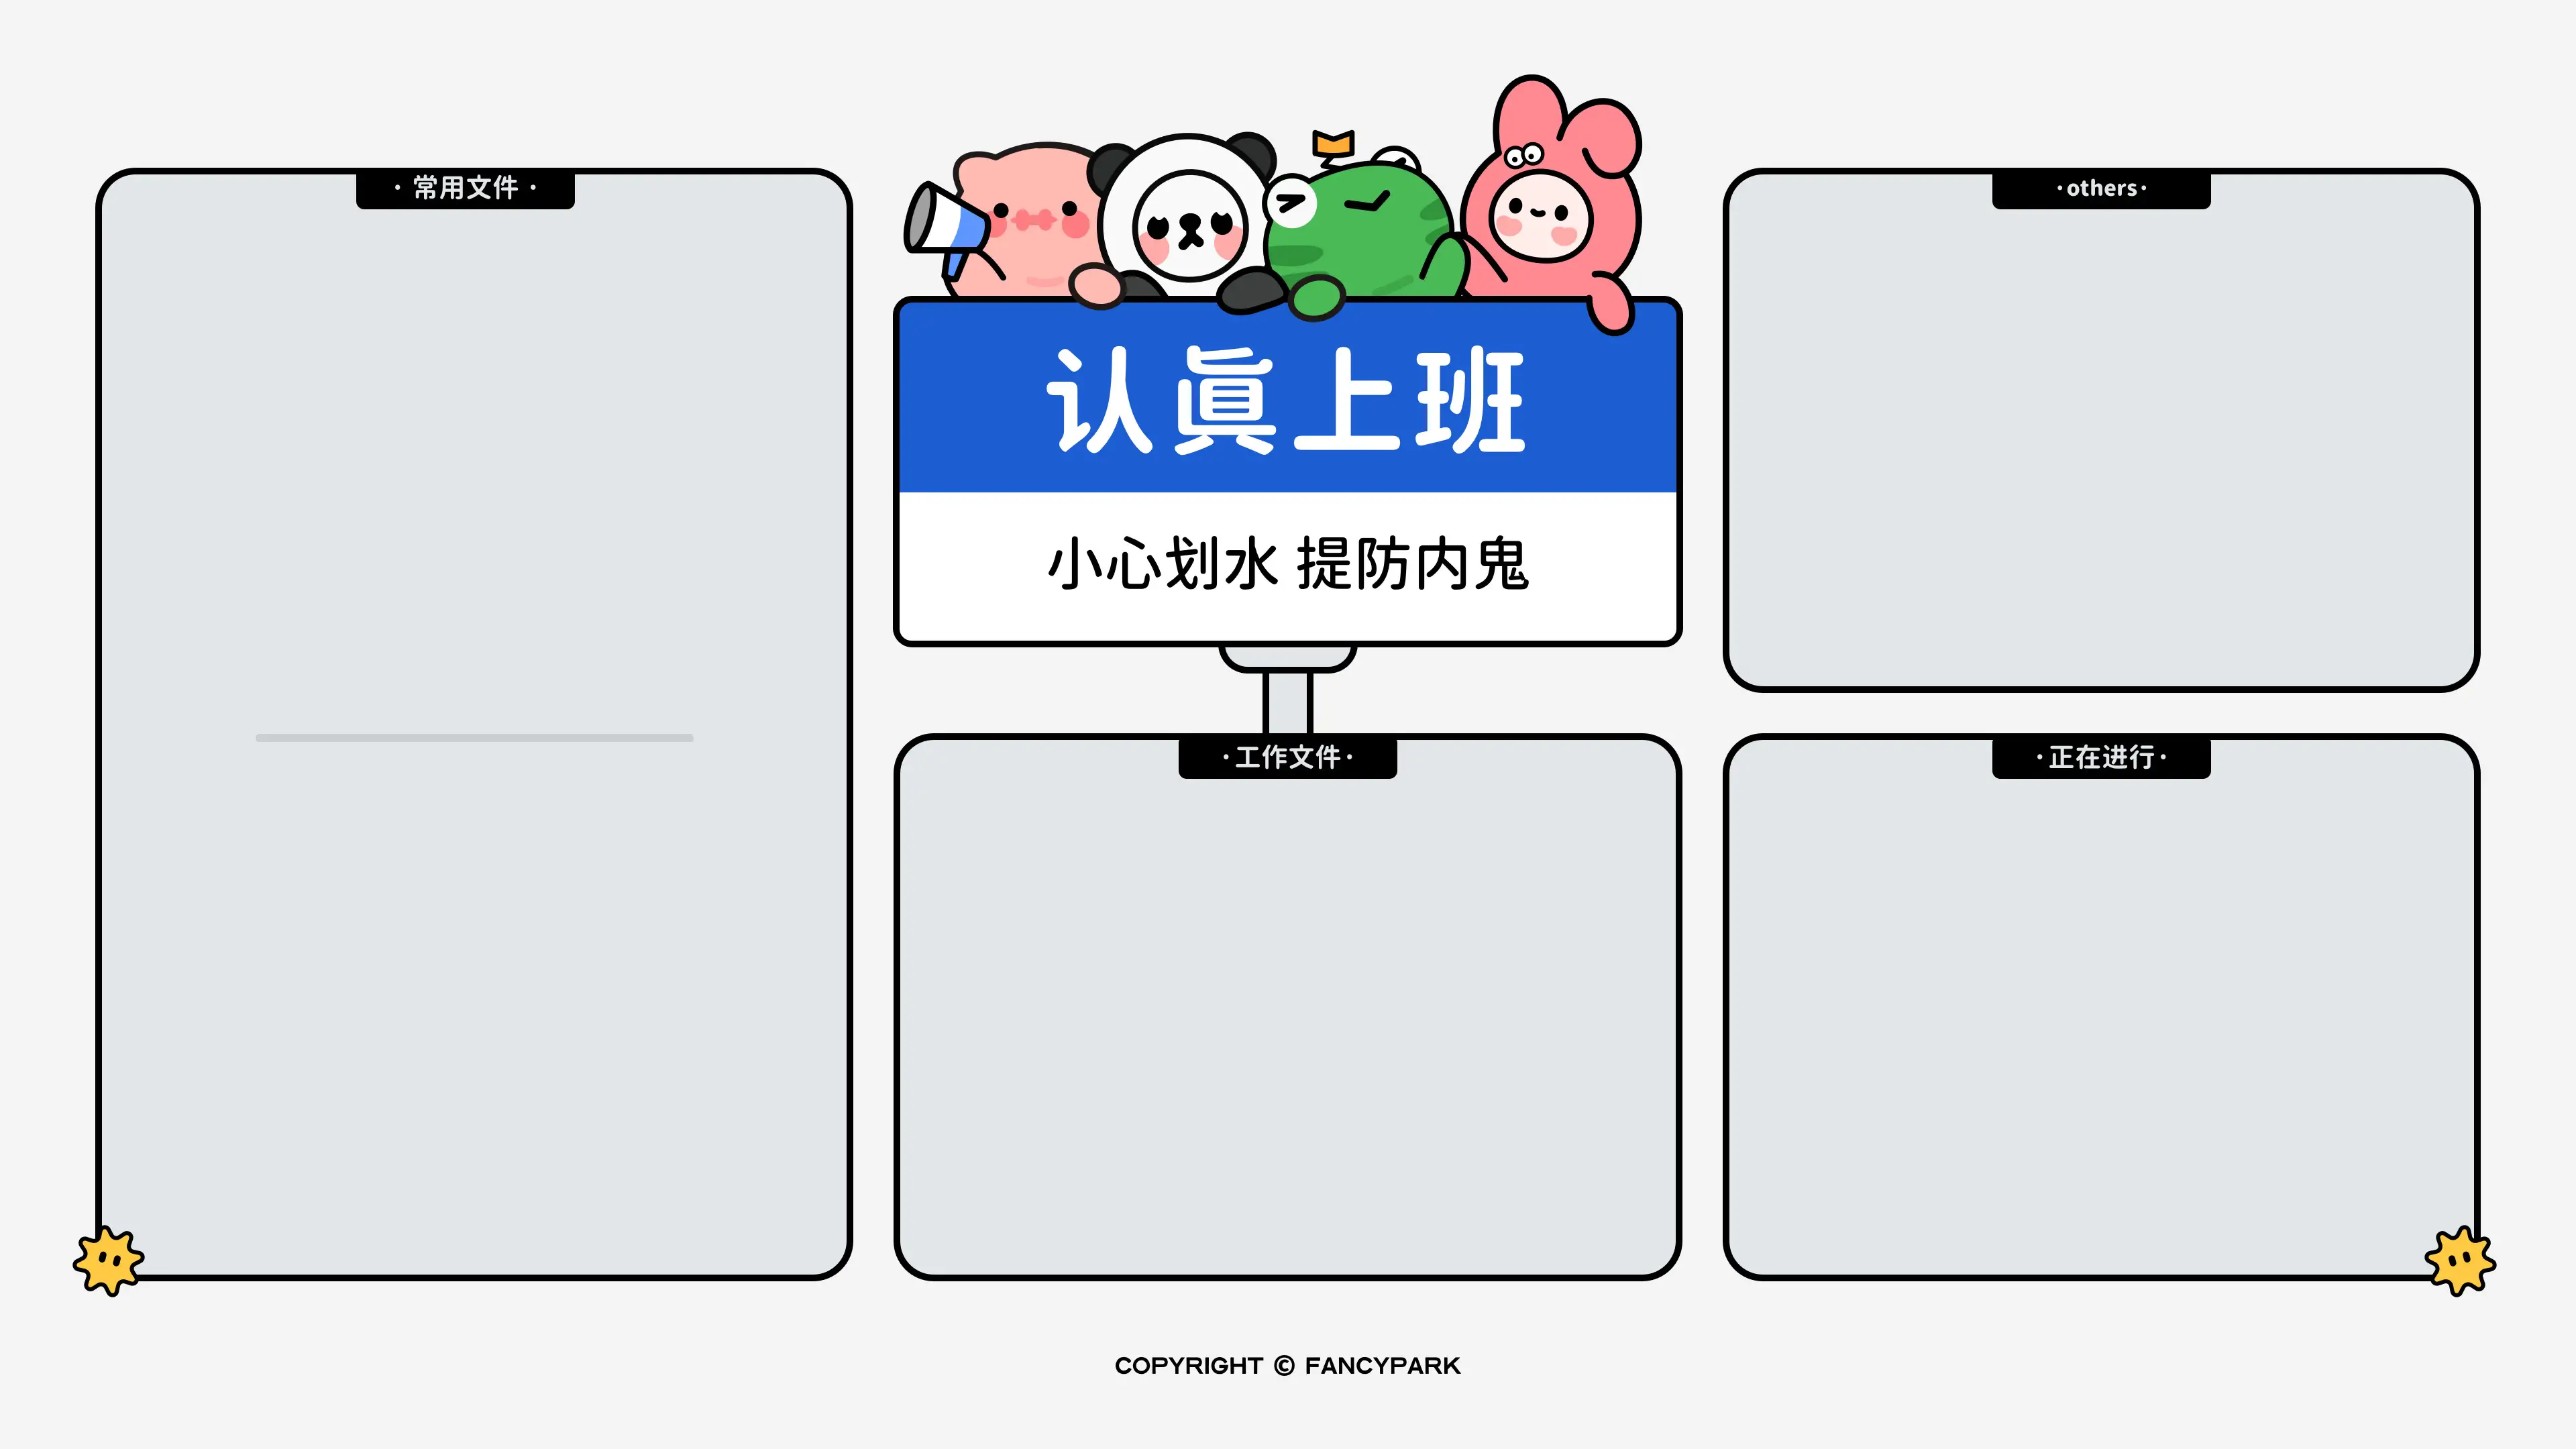 · 常用文件 ·
认真上班
小心划水 提防内鬼
·others·
·工作文件·
·正在进行·
COPYRIGHT © FANCYPARK